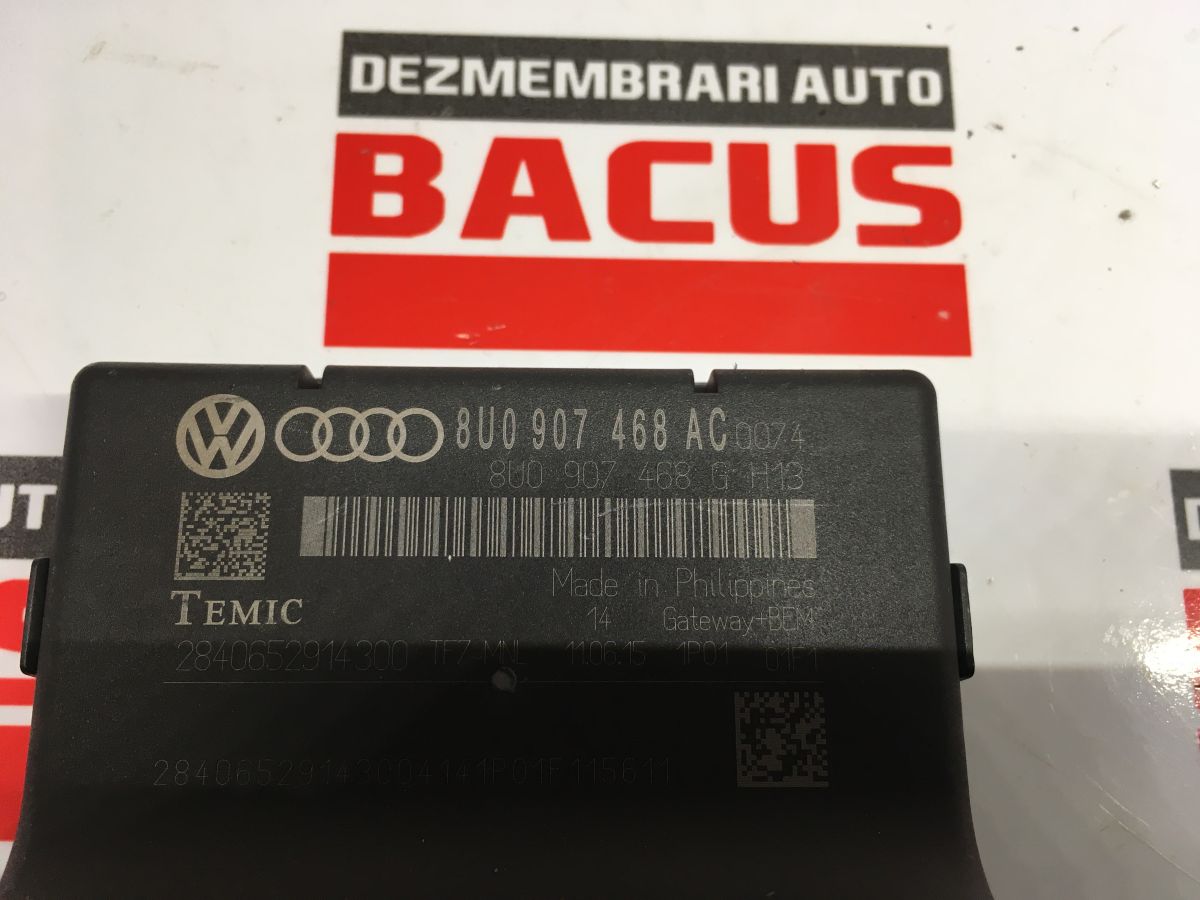 DEZMEMBRARI AUTO
BACUS
8U0 907 468 AC 0074
8U0 907 468 G H13
Made in Philippines
TEMIC
14 Gateway+BEM
2840652914300 TFZ-MNL 11.06.15 1P01 01F1
28406529143004141P01F115611